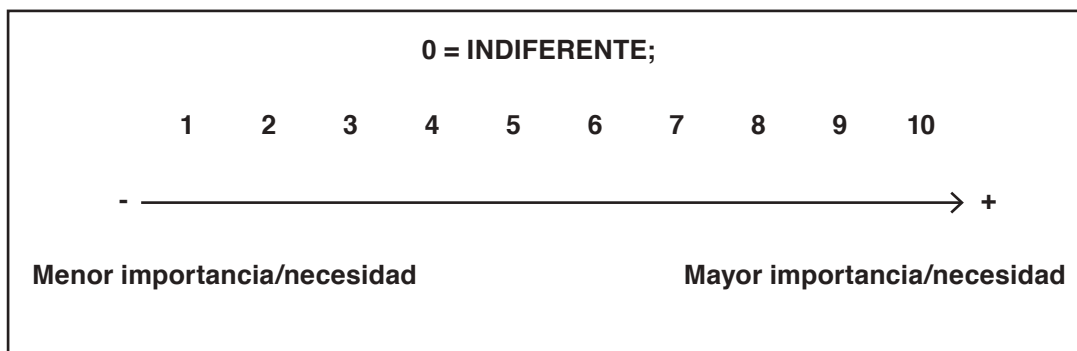 0 = INDIFERENTE;
1 2 3 4 5 6 7 8 9 10
- +
Menor importancia/necesidad Mayor importancia/necesidad